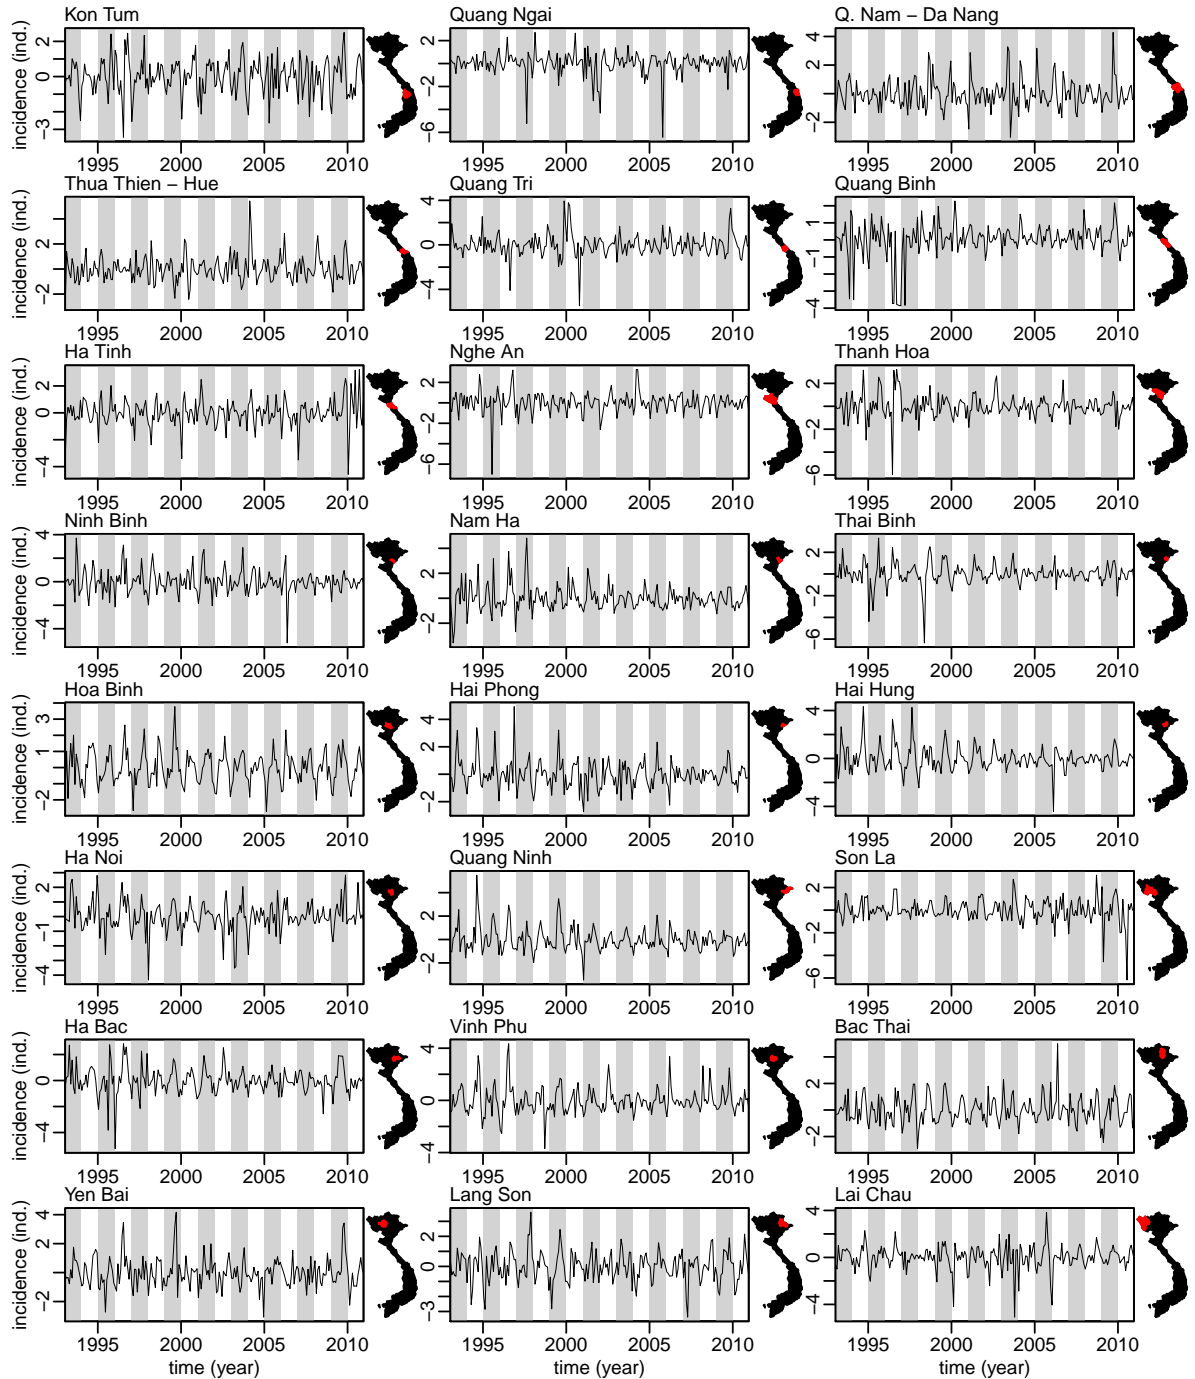 Kon Tum Quang Ngai Q. Nam − Da Nang
incidence (ind.)
2 0 −3
2 −2 −6
4 2 −2
1995 2000 2005 2010 1995 2000 2005 2010 1995 2000 2005 2010
Thua Thien − Hue Quang Tri Quang Binh
incidence (ind.)
2 −2
4 0 −4
1 −1 −4
1995 2000 2005 2010 1995 2000 2005 2010 1995 2000 2005 2010
Ha Tinh Nghe An Thanh Hoa
incidence (ind.)
2 0 −4
2 −2 −6
2 −2 −6
1995 2000 2005 2010 1995 2000 2005 2010 1995 2000 2005 2010
Ninh Binh Nam Ha Thai Binh
incidence (ind.)
4 0 −4
2 −2
2 −2 −6
1995 2000 2005 2010 1995 2000 2005 2010 1995 2000 2005 2010
Hoa Binh Hai Phong Hai Hung
incidence (ind.)
3 1 −2
4 2 −2
4 0 −4
1995 2000 2005 2010 1995 2000 2005 2010 1995 2000 2005 2010
Ha Noi Quang Ninh Son La
incidence (ind.)
2 −1 −4
2 −2
2 −2 −6
1995 2000 2005 2010 1995 2000 2005 2010 1995 2000 2005 2010
Ha Bac Vinh Phu Bac Thai
incidence (ind.)
0 −4
4 2 0 −4
2 −2
1995 2000 2005 2010 1995 2000 2005 2010 1995 2000 2005 2010
Yen Bai Lang Son Lai Chau
incidence (ind.)
4 2 −2
2 0 −3
4 2 0 −4
1995 2000 2005 2010 1995 2000 2005 2010 1995 2000 2005 2010
time (year) time (year) time (year)